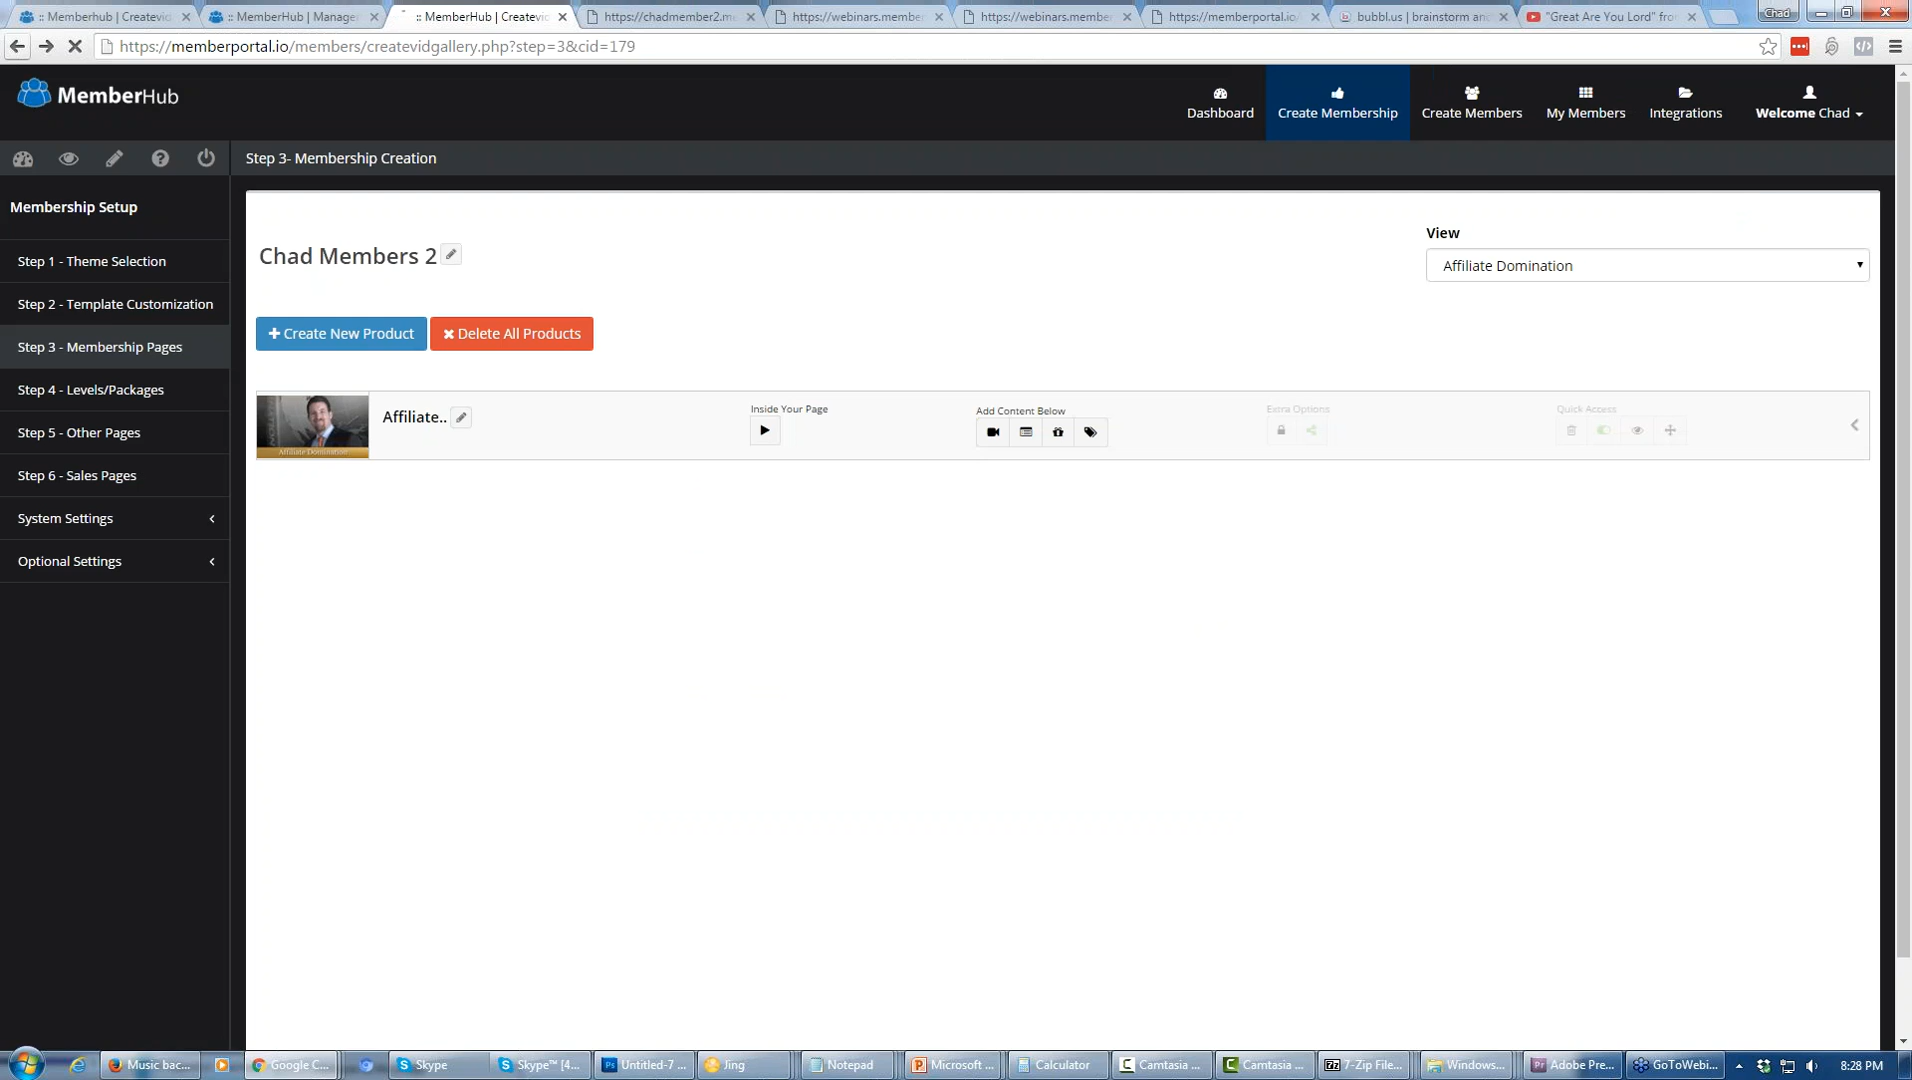 :: Memberhub | Createvid
:: MemberHub | Manager
:: MemberHub | Createvic
https://chadmember2.me
https://webinars.member
https://webinars.member
https://memberportal.io/
bubbl.us | brainstorm and
"Great Are You Lord" fro
Chad
https://memberportal.io/members/createvidgallery.php?step=3&cid=179
MemberHub
Dashboard
Create Membership
Create Members
My Members
Integrations
Welcome Chad
Step 3- Membership Creation
Membership Setup
Step 1 - Theme Selection
Step 2 - Template Customization
Step 3 - Membership Pages
Step 4 - Levels/Packages
Step 5 - Other Pages
Step 6 - Sales Pages
System Settings
Optional Settings
Chad Members 2
View
Affiliate Domination
Create New Product
Delete All Products
Affiliate Domination
Affiliate..
Inside Your Page
Add Content Below
Extra Options
Quick Access
Music bac...
Google C...
Skype
Skype™ [4...
Untitled-7 ...
Jing
Notepad
Microsoft ...
Calculator
Camtasia ...
Camtasia ...
7-Zip File...
Windows...
Adobe Pre...
GoToWebi...
8:28 PM